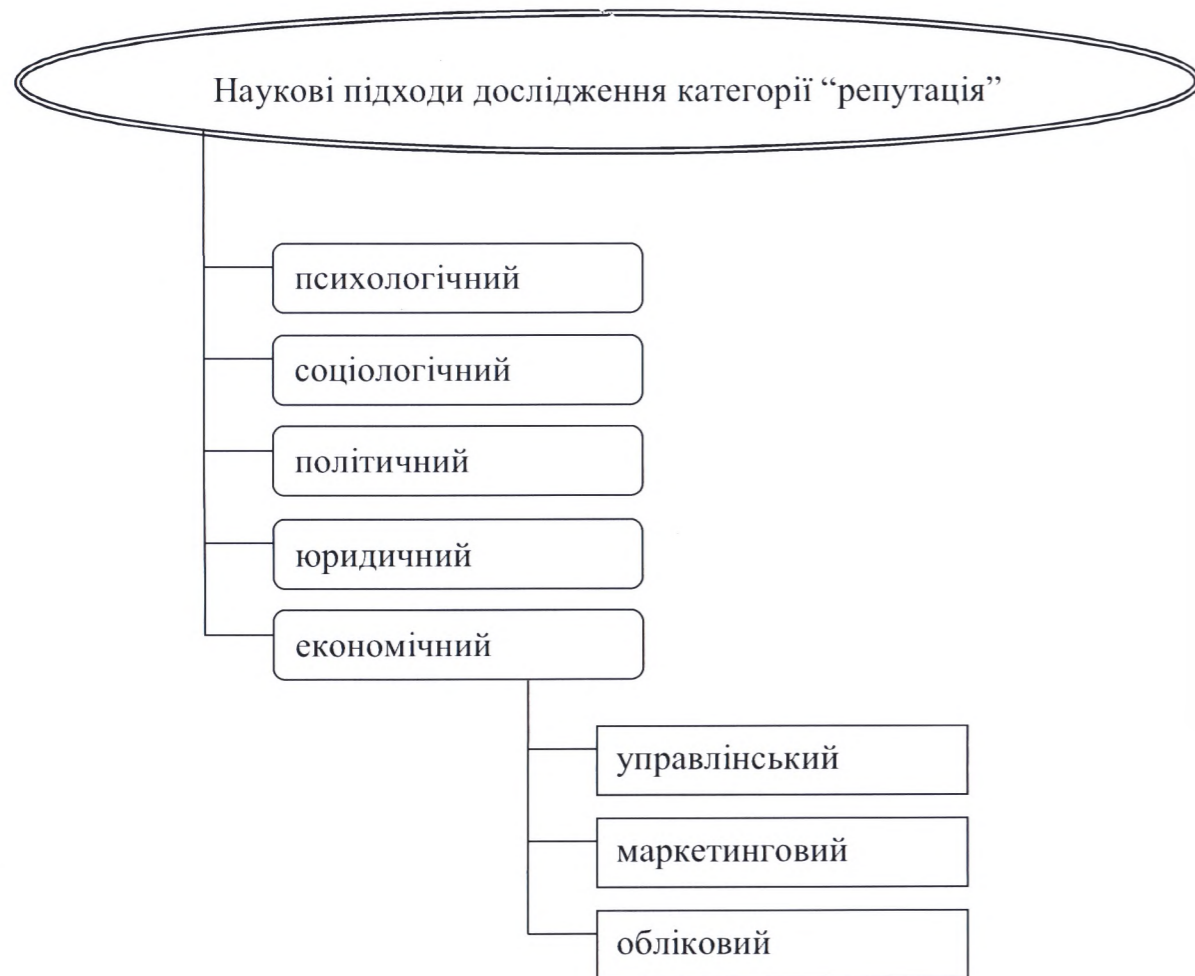 Наукові підходи дослідження категорії “репутація”
психологічний
соціологічний
політичний
юридичний
економічний
управлінський
маркетинговий
обліковий